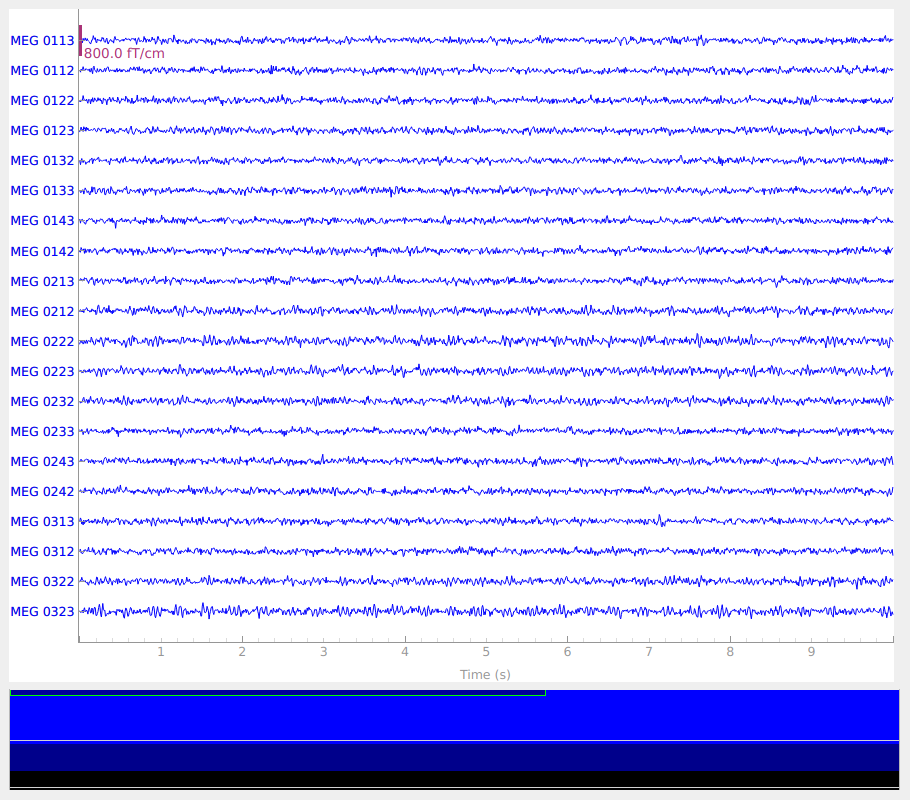 MEG 0113
800.0 fT/cm
MEG 0112
MEG 0122
MEG 0123
MEG 0132
MEG 0133
MEG 0143
MEG 0142
MEG 0213
MEG 0212
MEG 0222
MEG 0223
MEG 0232
MEG 0233
MEG 0243
MEG 0242
MEG 0313
MEG 0312
MEG 0322
MEG 0323
1 2 3 4 5 6 7 8 9
Time (s)